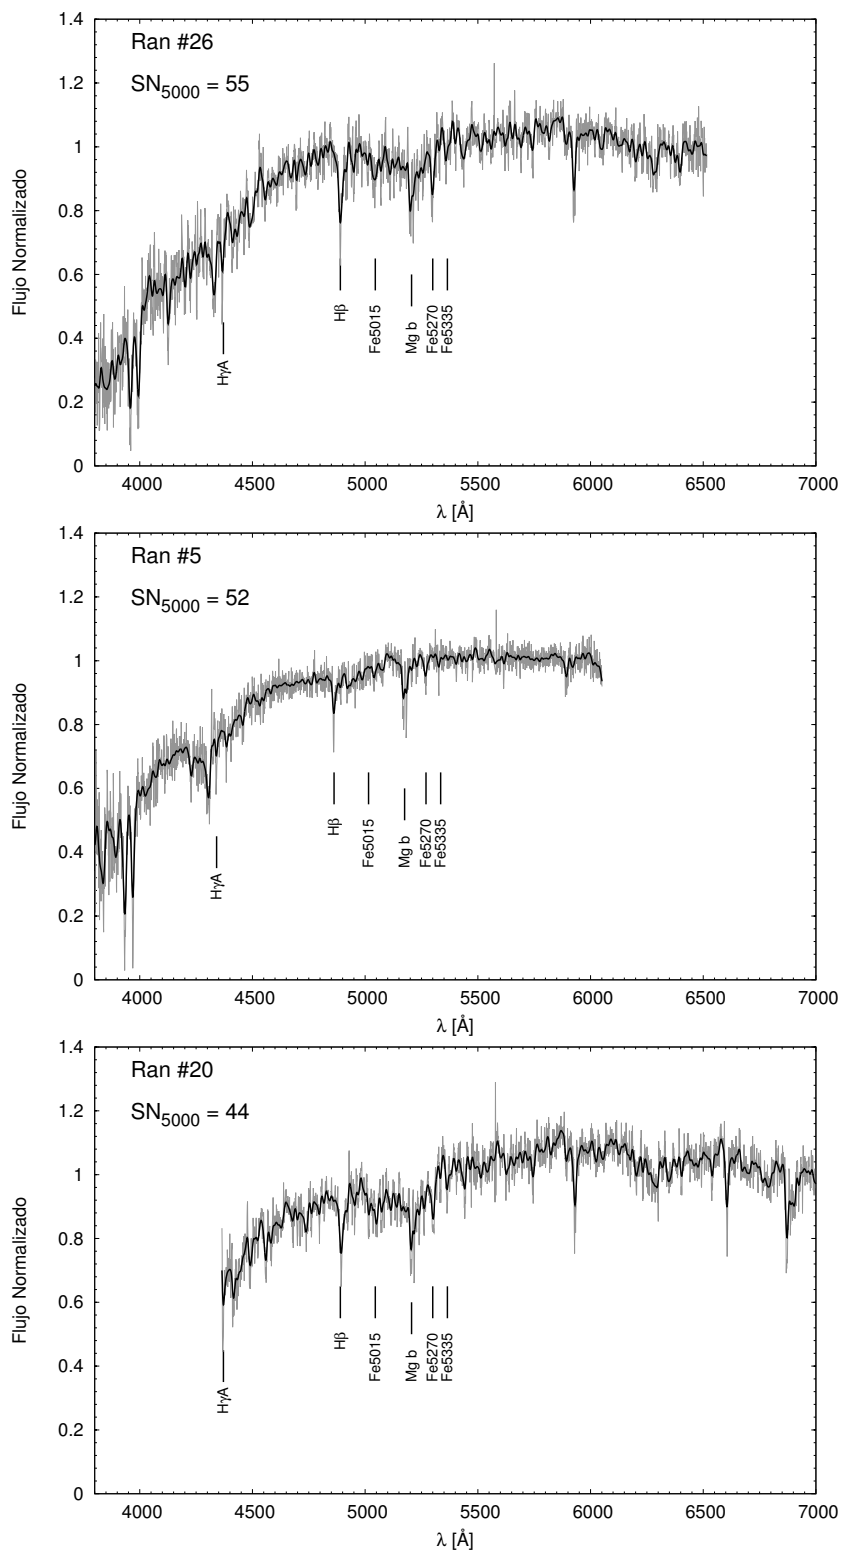 Ran #26
SN5000 = 55
1.4
1.2
1
0.8
0.6
0.4
0.2
0
Flujo Normalizado
HγA
Hβ
Fe5015
Mg b
Fe5270
Fe5335
4000 4500 5000 5500 6000 6500 7000
λ [Å]
Ran #5
SN5000 = 52
1.4
1.2
1
0.8
0.6
0.4
0.2
0
Flujo Normalizado
HγA
Hβ
Fe5015
Mg b
Fe5270
Fe5335
4000 4500 5000 5500 6000 6500 7000
λ [Å]
Ran #20
SN5000 = 44
1.4
1.2
1
0.8
0.6
0.4
0.2
0
Flujo Normalizado
HγA
Hβ
Fe5015
Mg b
Fe5270
Fe5335
4000 4500 5000 5500 6000 6500 7000
λ [Å]